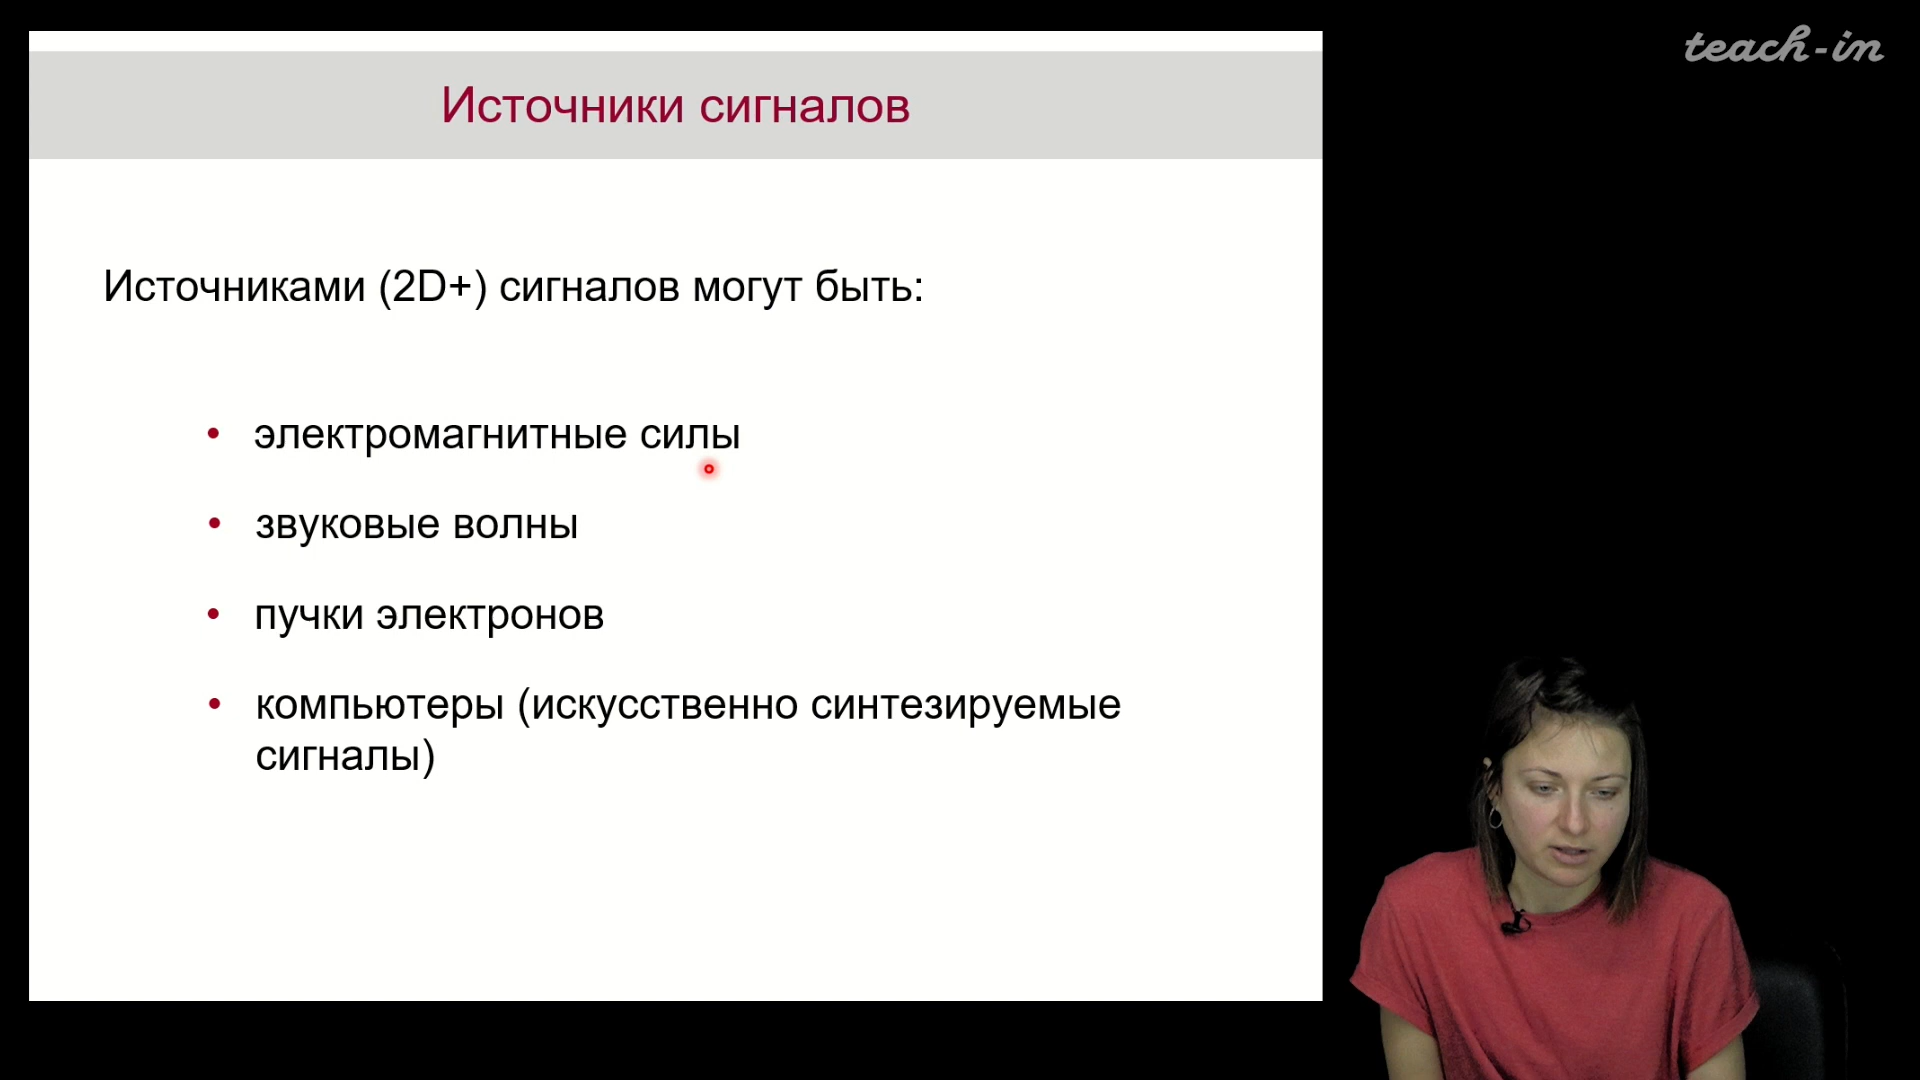 teach-in
Источники сигналов
Источниками (2D+) сигналов могут быть:
• электромагнитные силы
• звуковые волны
• пучки электронов
• компьютеры (искусственно синтезируемые
сигналы)